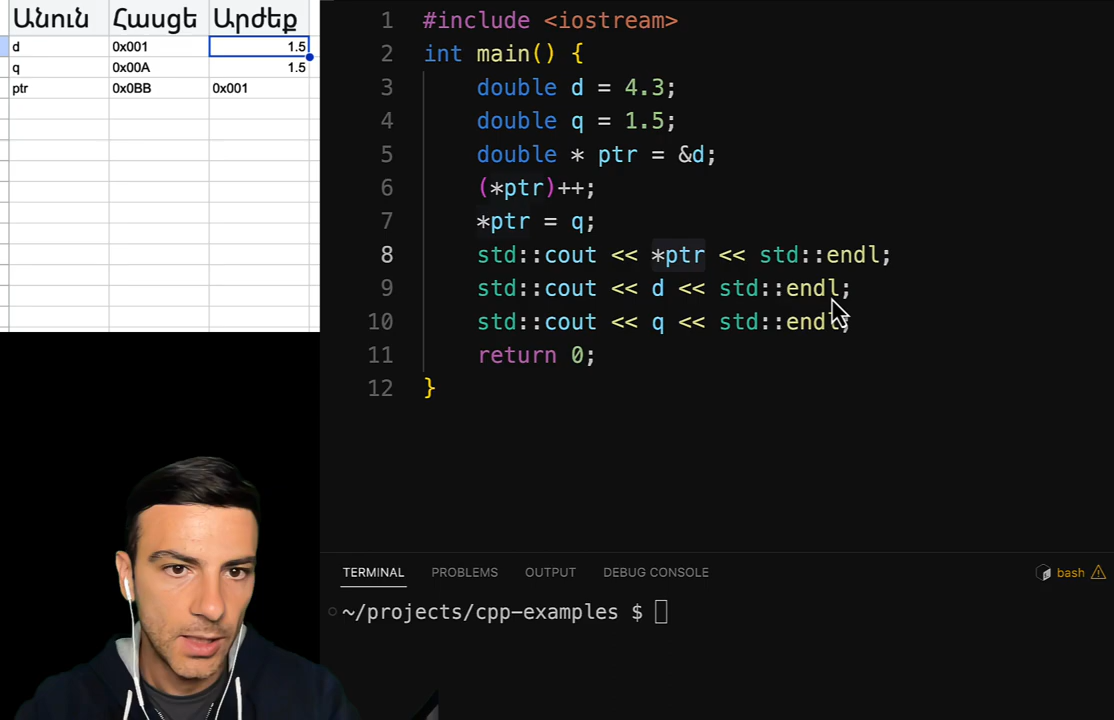 Անուն Հասցե Արժեք
d 0x001 1.5
q 0x00A 1.5
ptr 0x0BB 0x001
1 #include <iostream>
2 int main() {
3 double d = 4.3;
4 double q = 1.5;
5 double * ptr = &d;
6 (*ptr)++;
7 *ptr = q;
8 std::cout << *ptr << std::endl;
9 std::cout << d << std::endl;
10 std::cout << q << std::endl;
11 return 0;
12 }
TERMINAL PROBLEMS OUTPUT DEBUG CONSOLE bash
~/projects/cpp-examples $